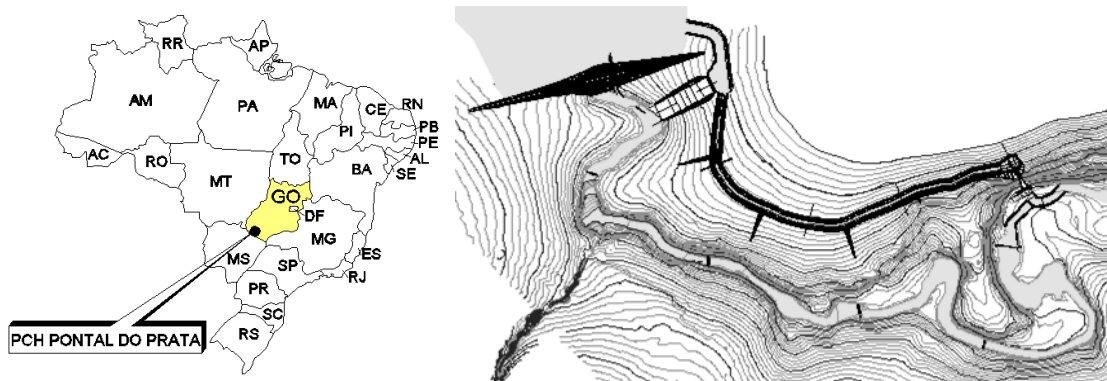 RR
AP
AM
PA
MA
CE
RN
PB
PE
AL
SE
PI
AC
RO
TO
BA
MT
GO
DF
MG
ES
MS
SP
RJ
PR
SC
RS
PCH PONTAL DO PRATA